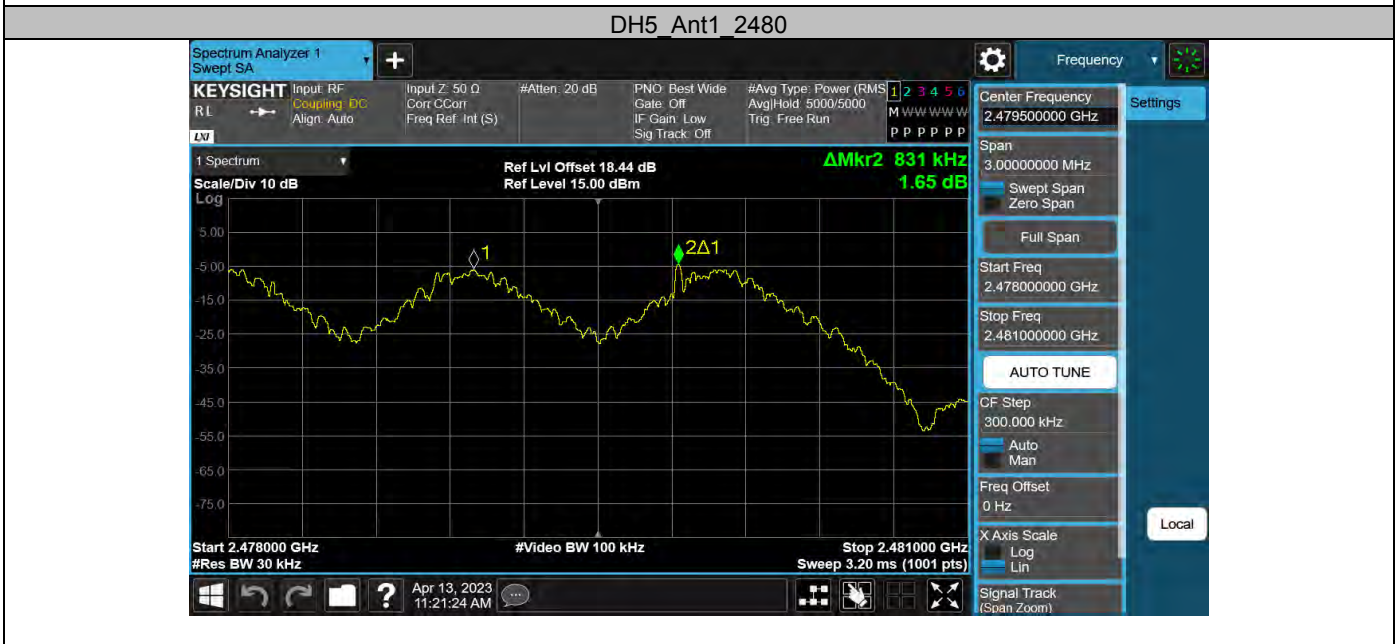 DH5_Ant1_2480
Spectrum Analyzer 1
Swept SA
+
Frequency
KEYSIGHT
RL
LXI
Input: RF
Coupling: DC
Align: Auto
Input Z: 50 Ω
Corr CCorr
Freq Ref: Int (S)
#Atten: 20 dB
PNO: Best Wide
Gate: Off
IF Gain: Low
Sig Track: Off
#Avg Type: Power (RMS
Avg|Hold: 5000/5000
Trig: Free Run
1 2 3 4 5 6
M W W W W W
P P P P P P
Center Frequency
2.479500000 GHz
Settings
Span
3.00000000 MHz
Swept Span
Zero Span
Full Span
Start Freq
2.478000000 GHz
Stop Freq
2.481000000 GHz
AUTO TUNE
CF Step
300.000 kHz
Auto
Man
Freq Offset
0 Hz
X Axis Scale
Log
Lin
Signal Track
(Span Zoom)
Local
1 Spectrum
Scale/Div 10 dB
Log
Ref Lvl Offset 18.44 dB
Ref Level 15.00 dBm
ΔMkr2 831 kHz
1.65 dB
5.00
-5.00
-15.0
-25.0
-35.0
-45.0
-55.0
-65.0
-75.0
1
2Δ1
Start 2.478000 GHz
#Res BW 30 kHz
#Video BW 100 kHz
Stop 2.481000 GHz
Sweep 3.20 ms (1001 pts)
?
Apr 13, 2023
11:21:24 AM